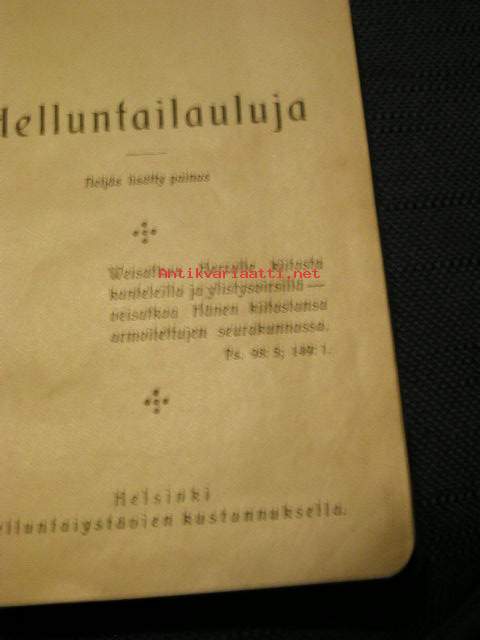 Helluntailauluja
Neljäs lisätty painos
Weisatkaa Herralle kiitosta
kanteleilla ja ylistysvirsillä —
veisatkaa Hänen kiitostansa
armoitettujen seurakunnassa.
Ps. 98: 5; 149: 1.
Helsinki
elluntaiystävien kustannuksella.
Antikvariaatti.net